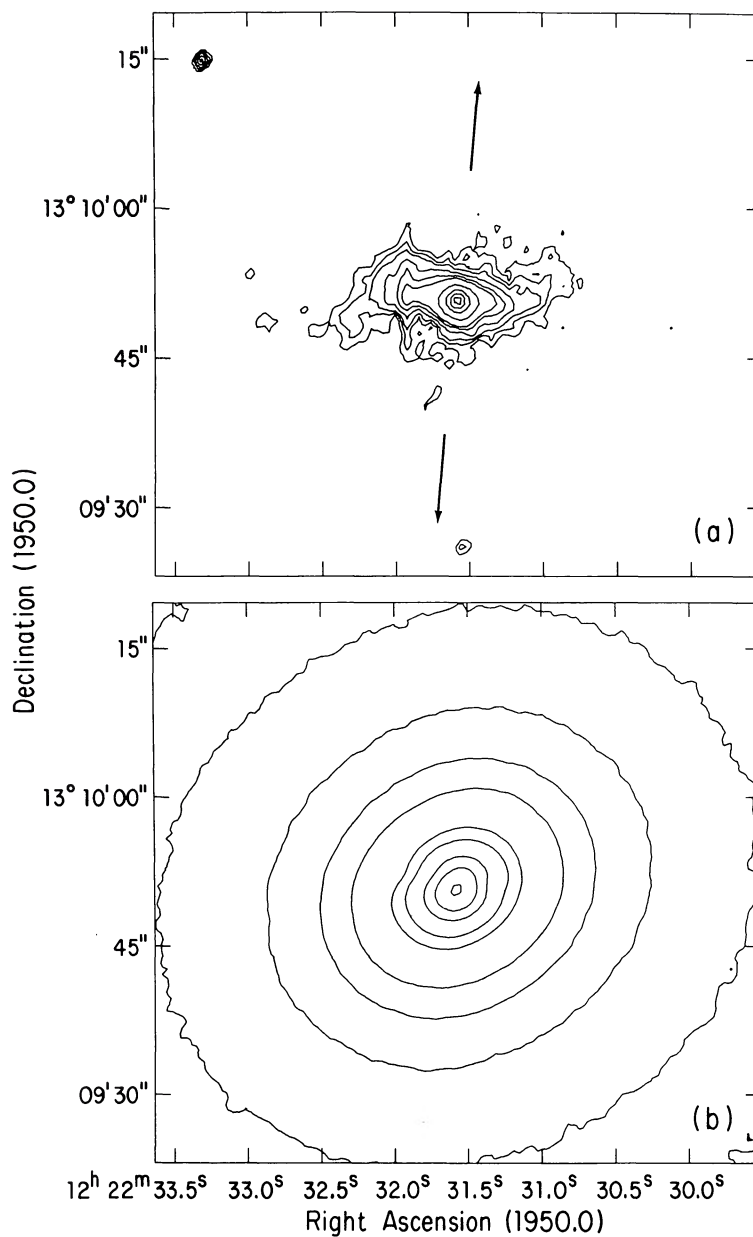 15"
13° 10' 00"
45"
09' 30"
(a)
Declination (1950.0)
15"
13° 10' 00"
45"
09' 30"
(b)
12ʰ 22ᵐ 33.5ˢ 33.0ˢ 32.5ˢ 32.0ˢ 31.5ˢ 31.0ˢ 30.5ˢ 30.0ˢ
Right Ascension (1950.0)